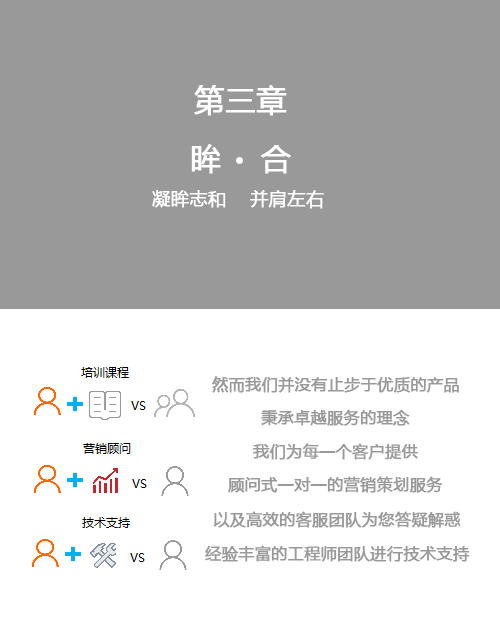 第三章
眸·合
凝眸志和 并肩左右
培训课程
VS
营销顾问
VS
技术支持
VS
然而我们并没有止步于优质的产品
秉承卓越服务的理念
我们为每一个客户提供
顾问式一对一的营销策划服务
以及高效的客服团队为您答疑解惑
经验丰富的工程师团队进行技术支持